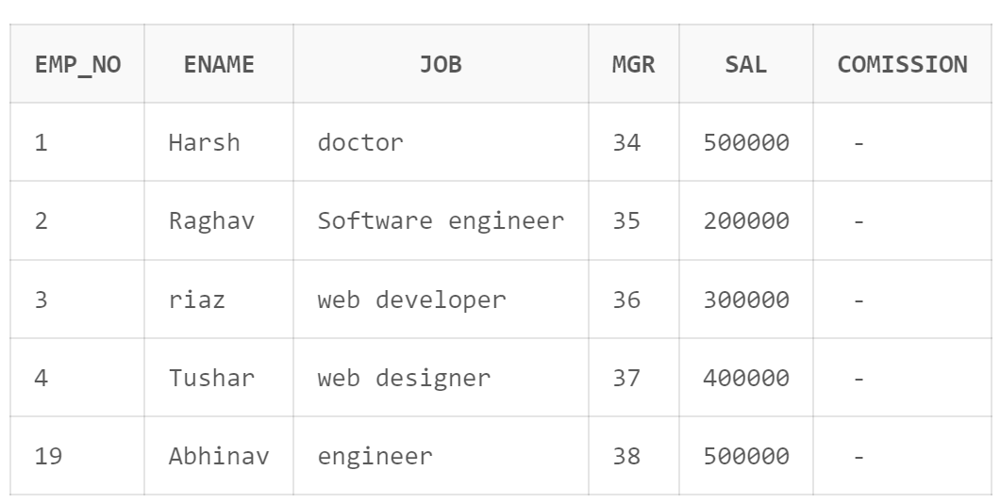 EMP_NO ENAME JOB MGR SAL COMISSION
1 Harsh doctor 34 500000 -
2 Raghav Software engineer 35 200000 -
3 riaz web developer 36 300000 -
4 Tushar web designer 37 400000 -
19 Abhinav engineer 38 500000 -